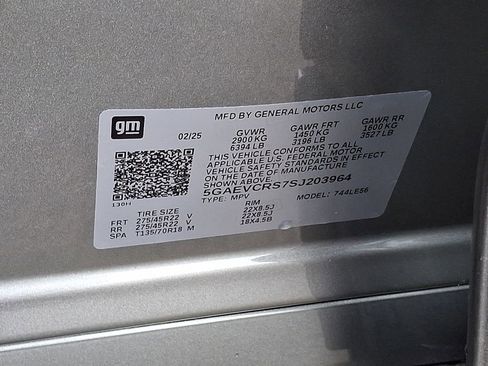 MFD BY GENERAL MOTORS LLC
gm
02/25
GVWR GAWR FRT GAWR RR
2900 KG 1450 KG 1600 KG
6394 LB 3196 LB 3527 LB
THIS VEHICLE CONFORMS TO ALL
APPLICABLE U.S. FEDERAL MOTOR
VEHICLE SAFETY STANDARDS IN EFFECT
ON THE DATE OF MANUFACTURE
5GAEVCRS7SJ203964
TYPE: MPV MODEL: 744LE56
130H
TIRE SIZE RIM
FRT 275/45R22 V 22X8.5J
RR 275/45R22 V 22X8.5J
SPA T135/70R18 M 18X4.5B